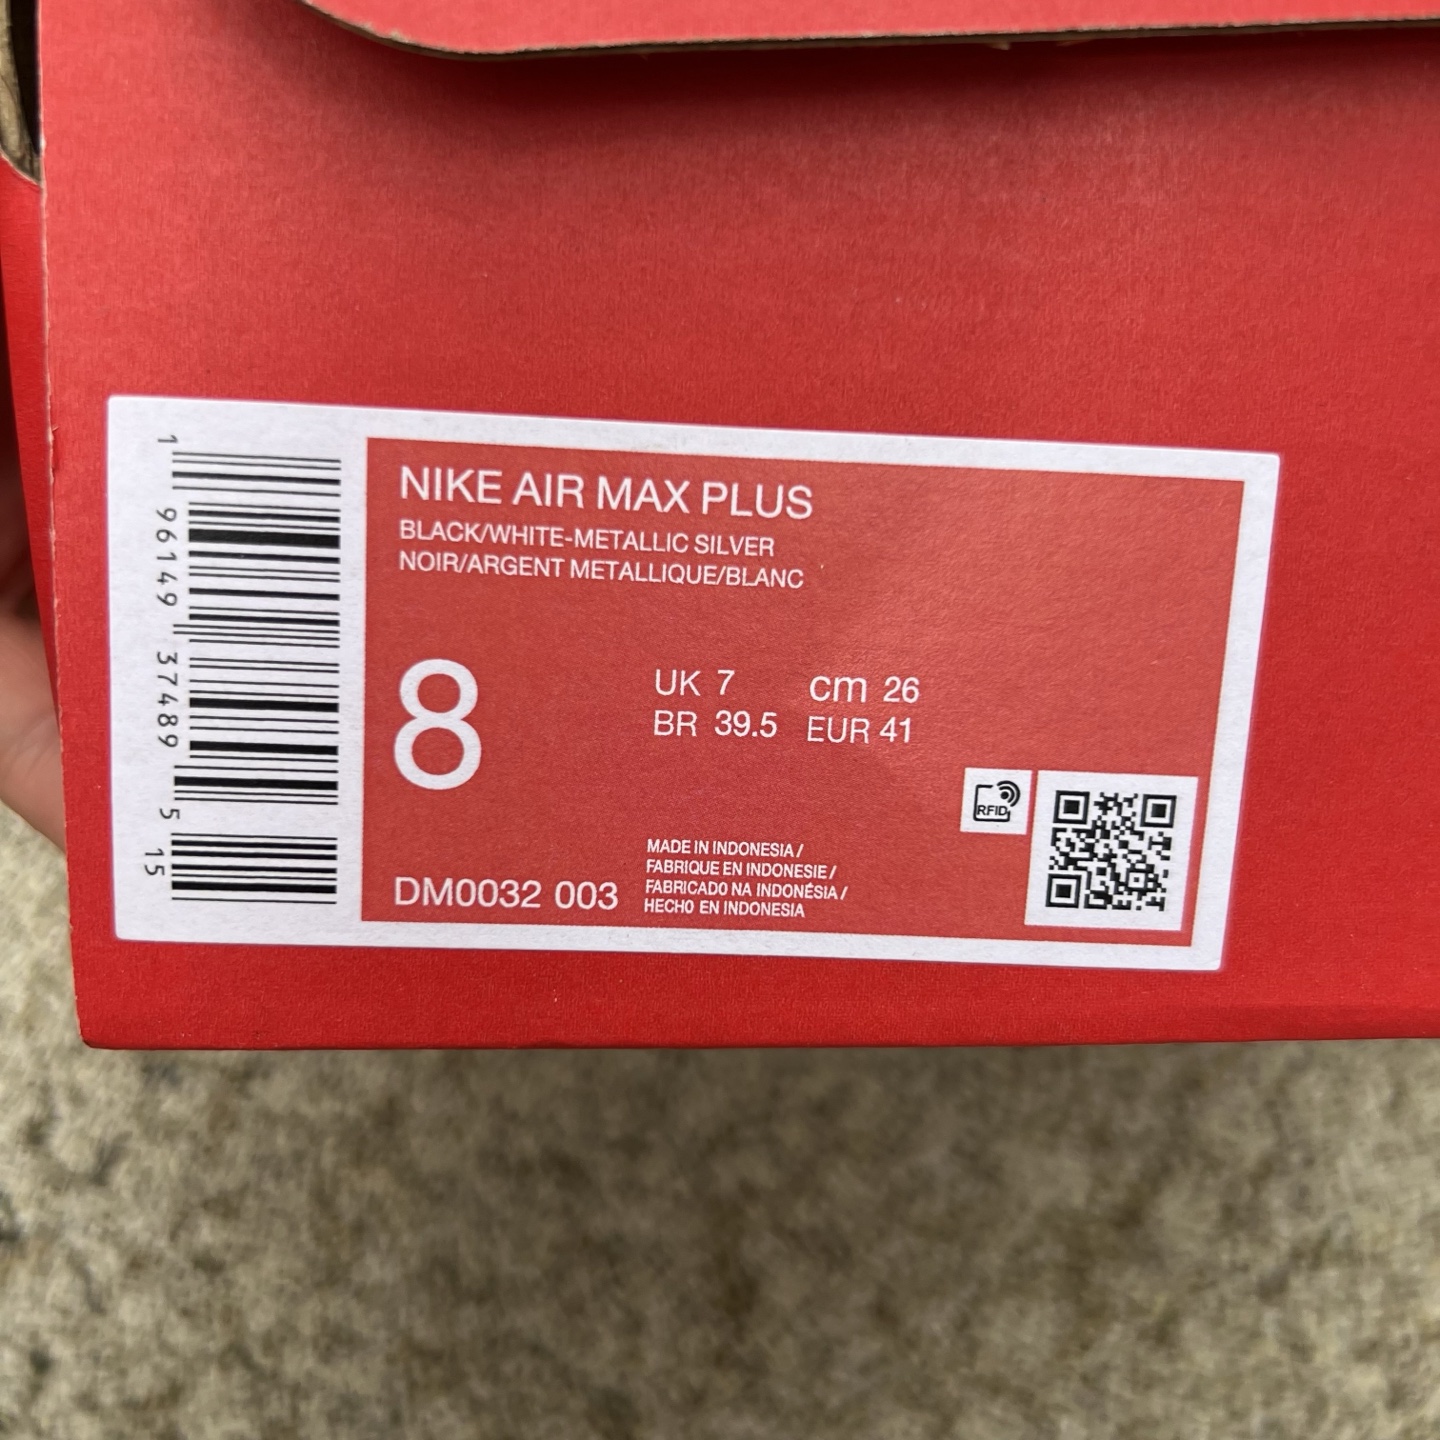 NIKE AIR MAX PLUS
BLACK/WHITE-METALLIC SILVER
NOIR/ARGENT METALLIQUE/BLANC
8
UK 7 cm 26
BR 39.5 EUR 41
RFID
MADE IN INDONESIA /
FABRIQUE EN INDONESIE /
FABRICADO NA INDONÉSIA /
HECHO EN INDONESIA
DM0032 003
1 96149 37489 5 15